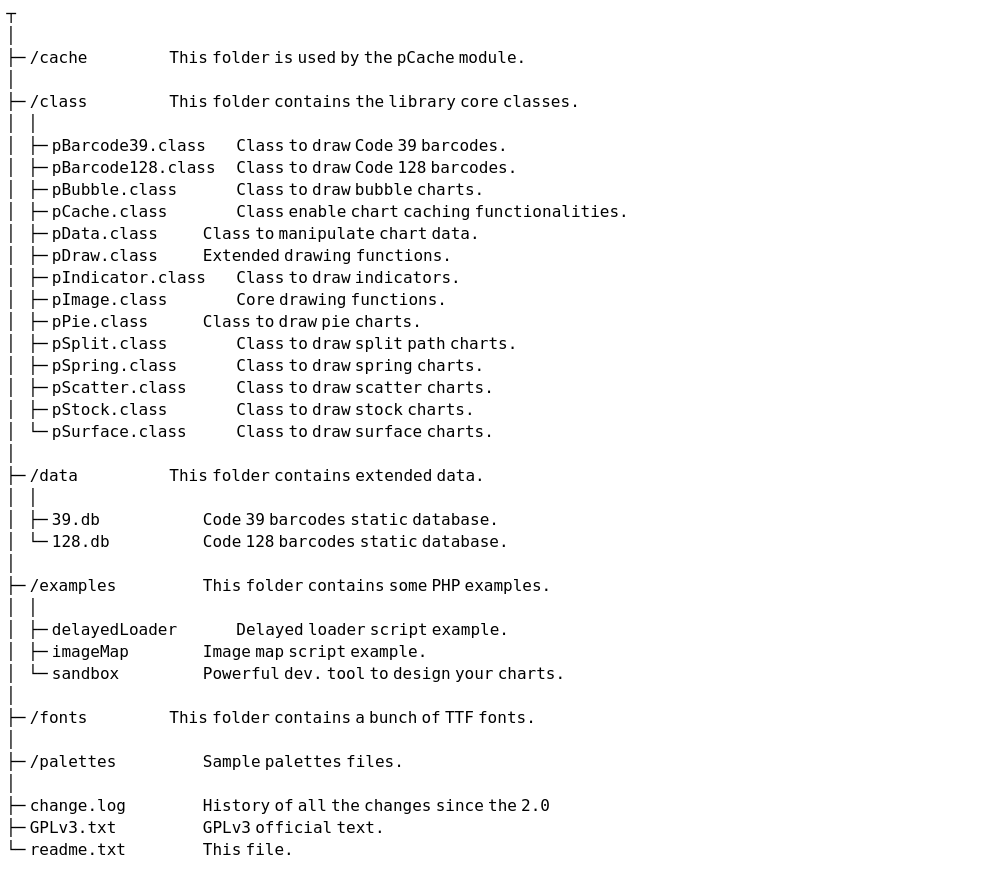 /cache This folder is used by the pCache module.
/class This folder contains the library core classes.
pBarcode39.class Class to draw Code 39 barcodes.
pBarcode128.class Class to draw Code 128 barcodes.
pBubble.class Class to draw bubble charts.
pCache.class Class enable chart caching functionalities.
pData.class Class to manipulate chart data.
pDraw.class Extended drawing functions.
pIndicator.class Class to draw indicators.
pImage.class Core drawing functions.
pPie.class Class to draw pie charts.
pSplit.class Class to draw split path charts.
pSpring.class Class to draw spring charts.
pScatter.class Class to draw scatter charts.
pStock.class Class to draw stock charts.
pSurface.class Class to draw surface charts.
/data This folder contains extended data.
39.db Code 39 barcodes static database.
128.db Code 128 barcodes static database.
/examples This folder contains some PHP examples.
delayedLoader Delayed loader script example.
imageMap Image map script example.
sandbox Powerful dev. tool to design your charts.
/fonts This folder contains a bunch of TTF fonts.
/palettes Sample palettes files.
change.log History of all the changes since the 2.0
GPLv3.txt GPLv3 official text.
readme.txt This file.